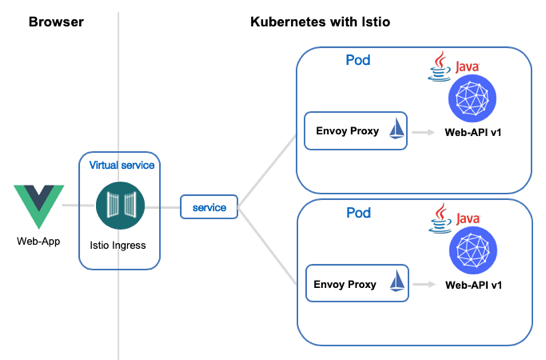 Browser
Kubernetes with Istio
Pod
Java
Envoy Proxy
Web-API v1
Virtual service
Web-App
Istio Ingress
service
Pod
Java
Envoy Proxy
Web-API v1